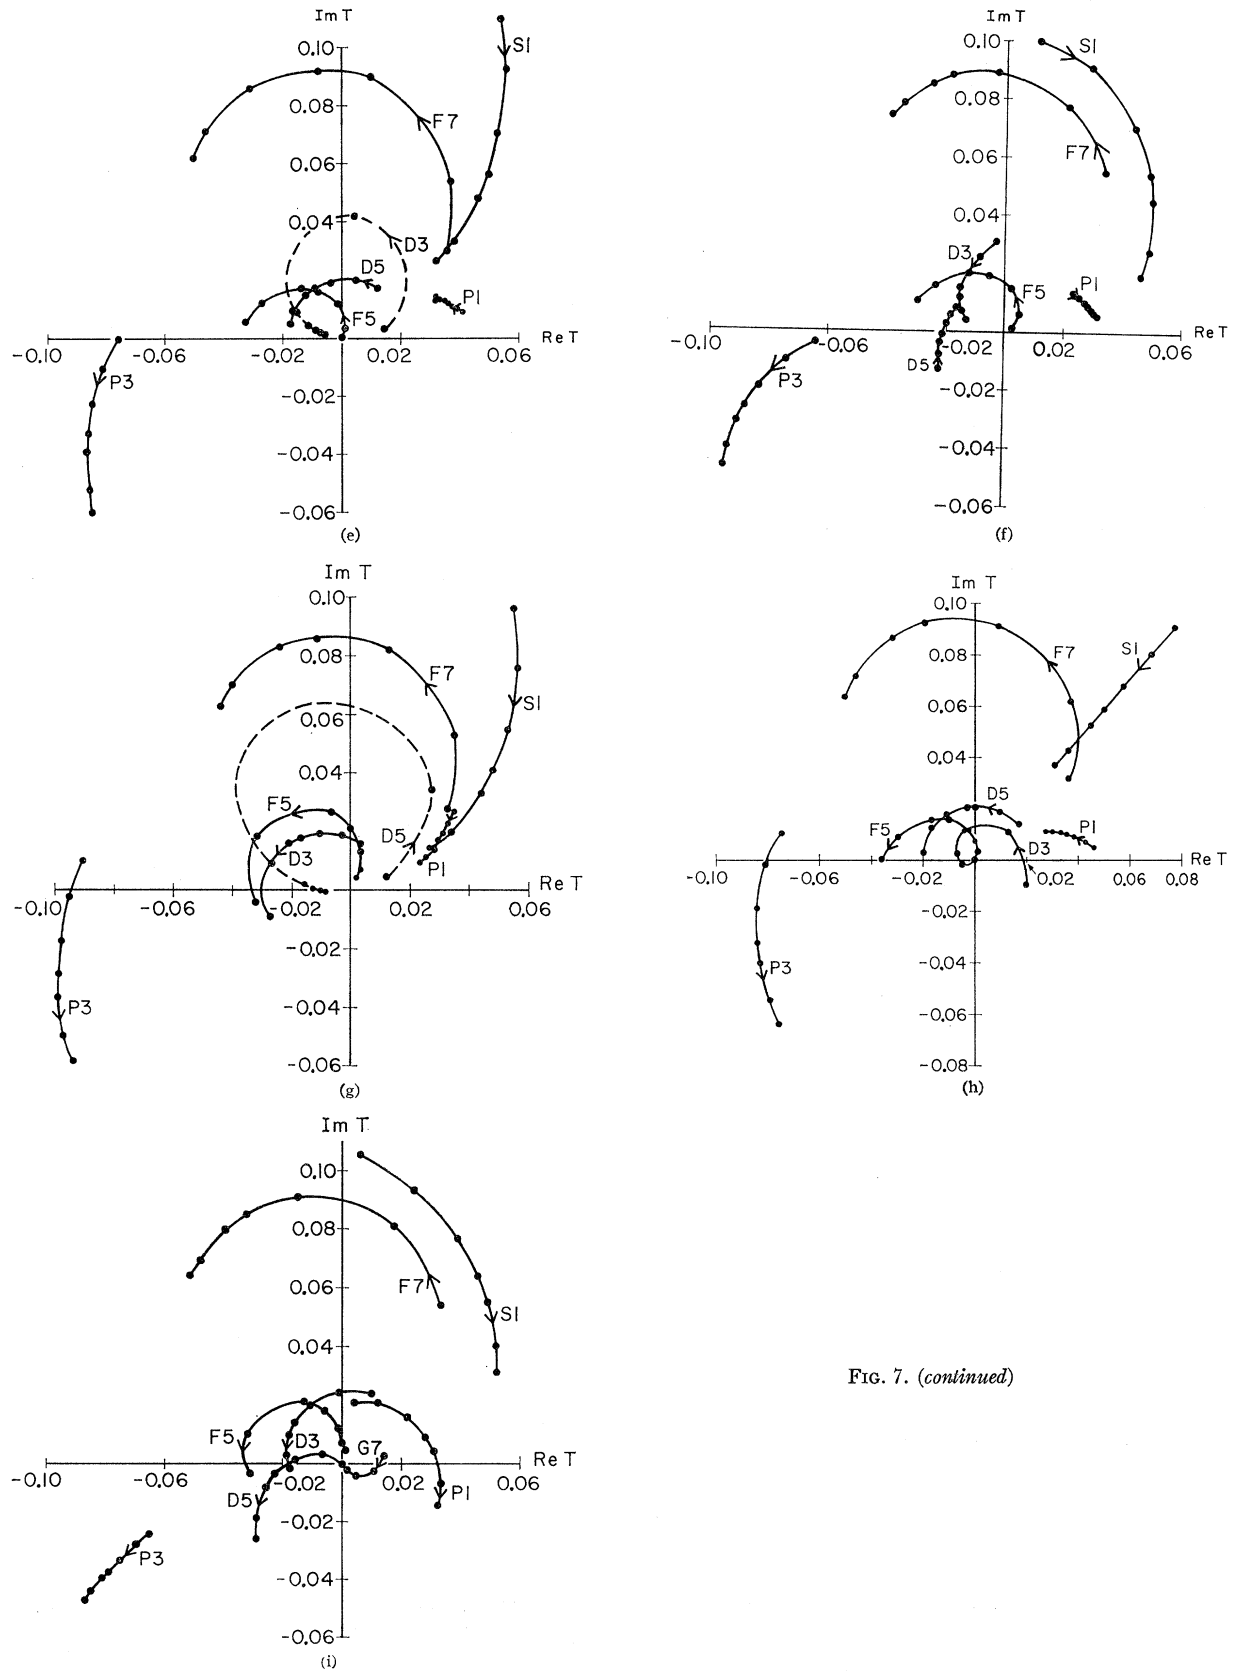 Im T
0.10
S1
0.08
F7
0.06
0.04
D3
D5
P1
F5
-0.10
-0.06
0.02
0.06
Re T
P3
-0.02
-0.04
-0.06
(e)
Im T
0.10
S1
0.08
0.06
F7
0.04
D3
P1
F5
-0.10
-0.06
-0.02
0.02
0.06
Re T
D5
P3
-0.02
-0.04
-0.06
(f)
Im T
0.10
0.08
F7
S1
0.06
0.04
F5
D5
D3
P1
-0.10
-0.06
-0.02
0.02
0.06
Re T
-0.02
P3
-0.04
-0.06
(g)
Im T
0.10
0.08
S1
F7
0.06
0.04
D5
F5
P1
D3
-0.10
-0.06
-0.02
0.02
0.06
0.08
Re T
-0.02
P3
-0.04
-0.06
-0.08
(h)
Im T
0.10
0.08
F7
0.06
S1
0.04
F5
D3
G7
-0.10
-0.06
-0.02
0.02
0.06
Re T
D5
P1
-0.02
P3
-0.04
-0.06
(i)
FIG. 7. (continued)